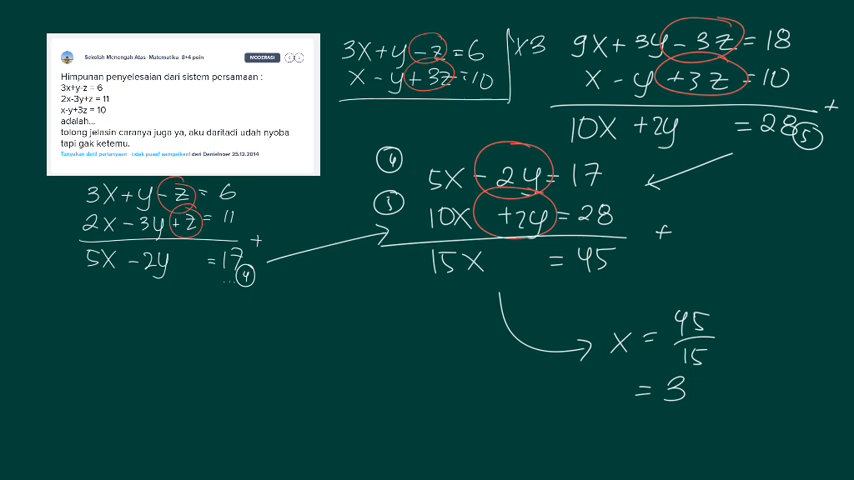 Sekolah Menengah Atas· Matematika 8+4 poin
MODERASI
Himpunan penyelesaian dari sistem persamaan :
3x+y-z = 6
2x-3y+z = 11
x-y+3z = 10
adalah...
tolong jelasin caranya juga ya, aku daritadi udah nyoba
tapi gak ketemu.
25.12.2014
3x+y-z=6
x-y+3z=10
x3
9x+3y-3z=18
x-y+3z=10
+
10x+2y =28 5
3x+y-z=6
2x-3y+z=11
+
5x-2y =17 ...4
4 5x-2y=17
5 10x +2y=28
+
15x =45
x = 45
15
= 3